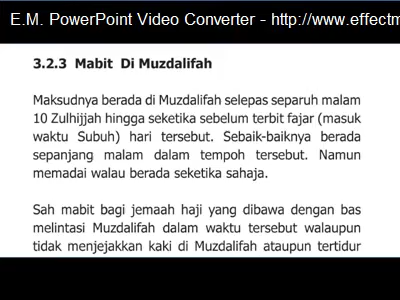 E.M. PowerPoint Video Converter - http://www.effectm
3.2.3 Mabit Di Muzdalifah
Maksudnya berada di Muzdalifah selepas separuh malam
10 Zulhijjah hingga seketika sebelum terbit fajar (masuk
waktu Subuh) hari tersebut. Sebaik-baiknya berada
sepanjang malam dalam tempoh tersebut. Namun
memadai walau berada seketika sahaja.
Sah mabit bagi jemaah haji yang dibawa dengan bas
melintasi Muzdalifah dalam waktu tersebut walaupun
tidak menjejakkan kaki di Muzdalifah ataupun tertidur